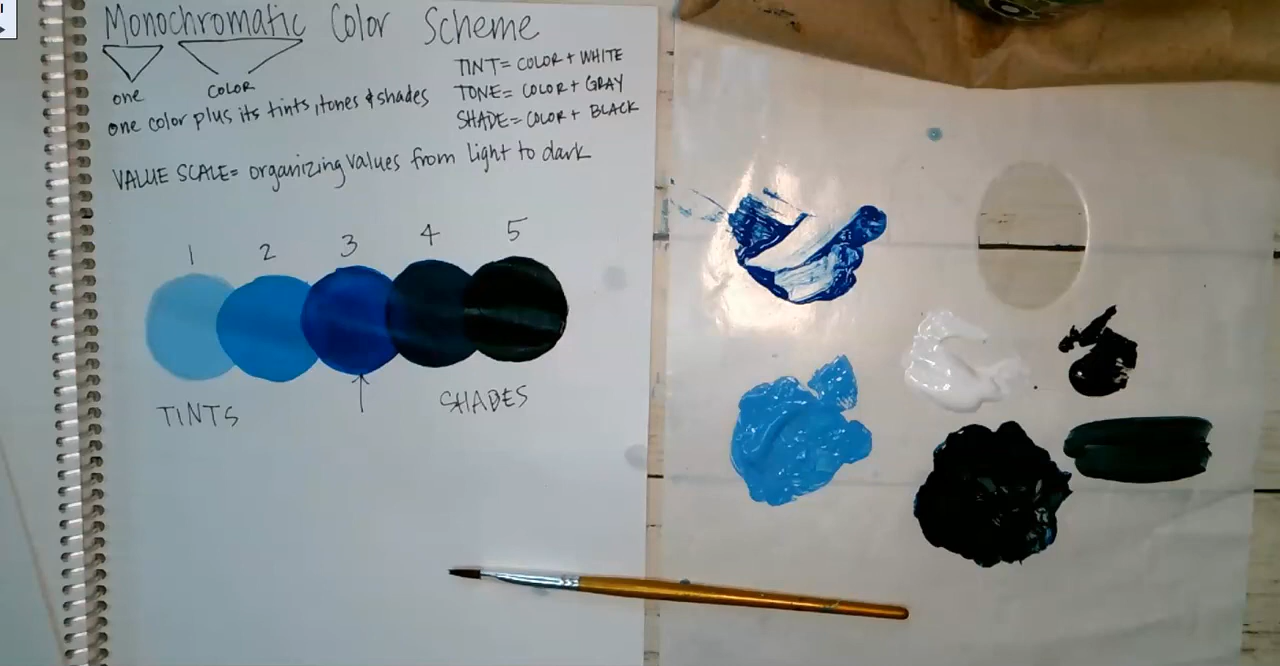 Monochromatic Color Scheme
one COLOR
one color plus its tints, tones & shades
TINT = COLOR + WHITE
TONE = COLOR + GRAY
SHADE = COLOR + BLACK
VALUE SCALE = organizing values from light to dark
1 2 3 4 5
TINTS SHADES